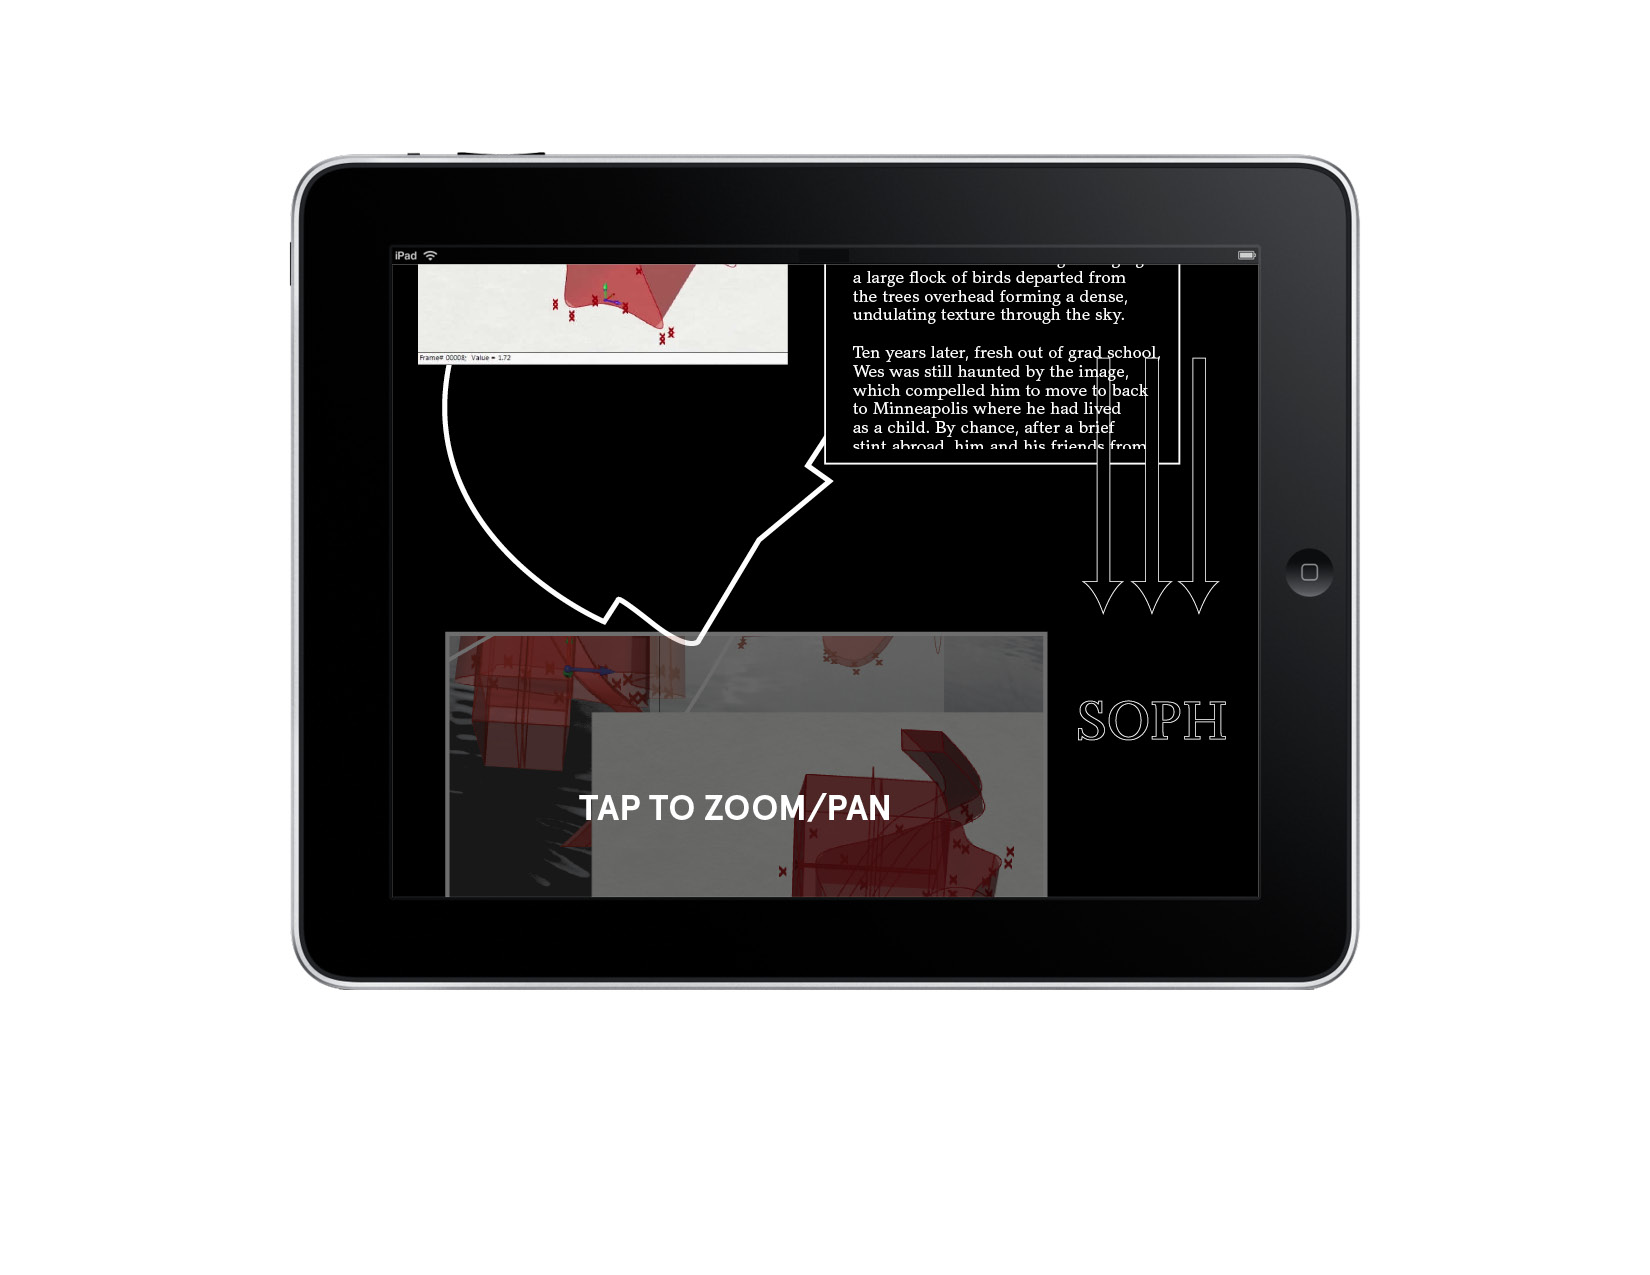 iPad
a large flock of birds departed from
the trees overhead forming a dense,
undulating texture through the sky.
Ten years later, fresh out of grad school,
Wes was still haunted by the image,
which compelled him to move to back
to Minneapolis where he had lived
as a child. By chance, after a brief
stint abroad, him and his friends from
Frame# 00008; Value = 1.72
SOPH
TAP TO ZOOM/PAN